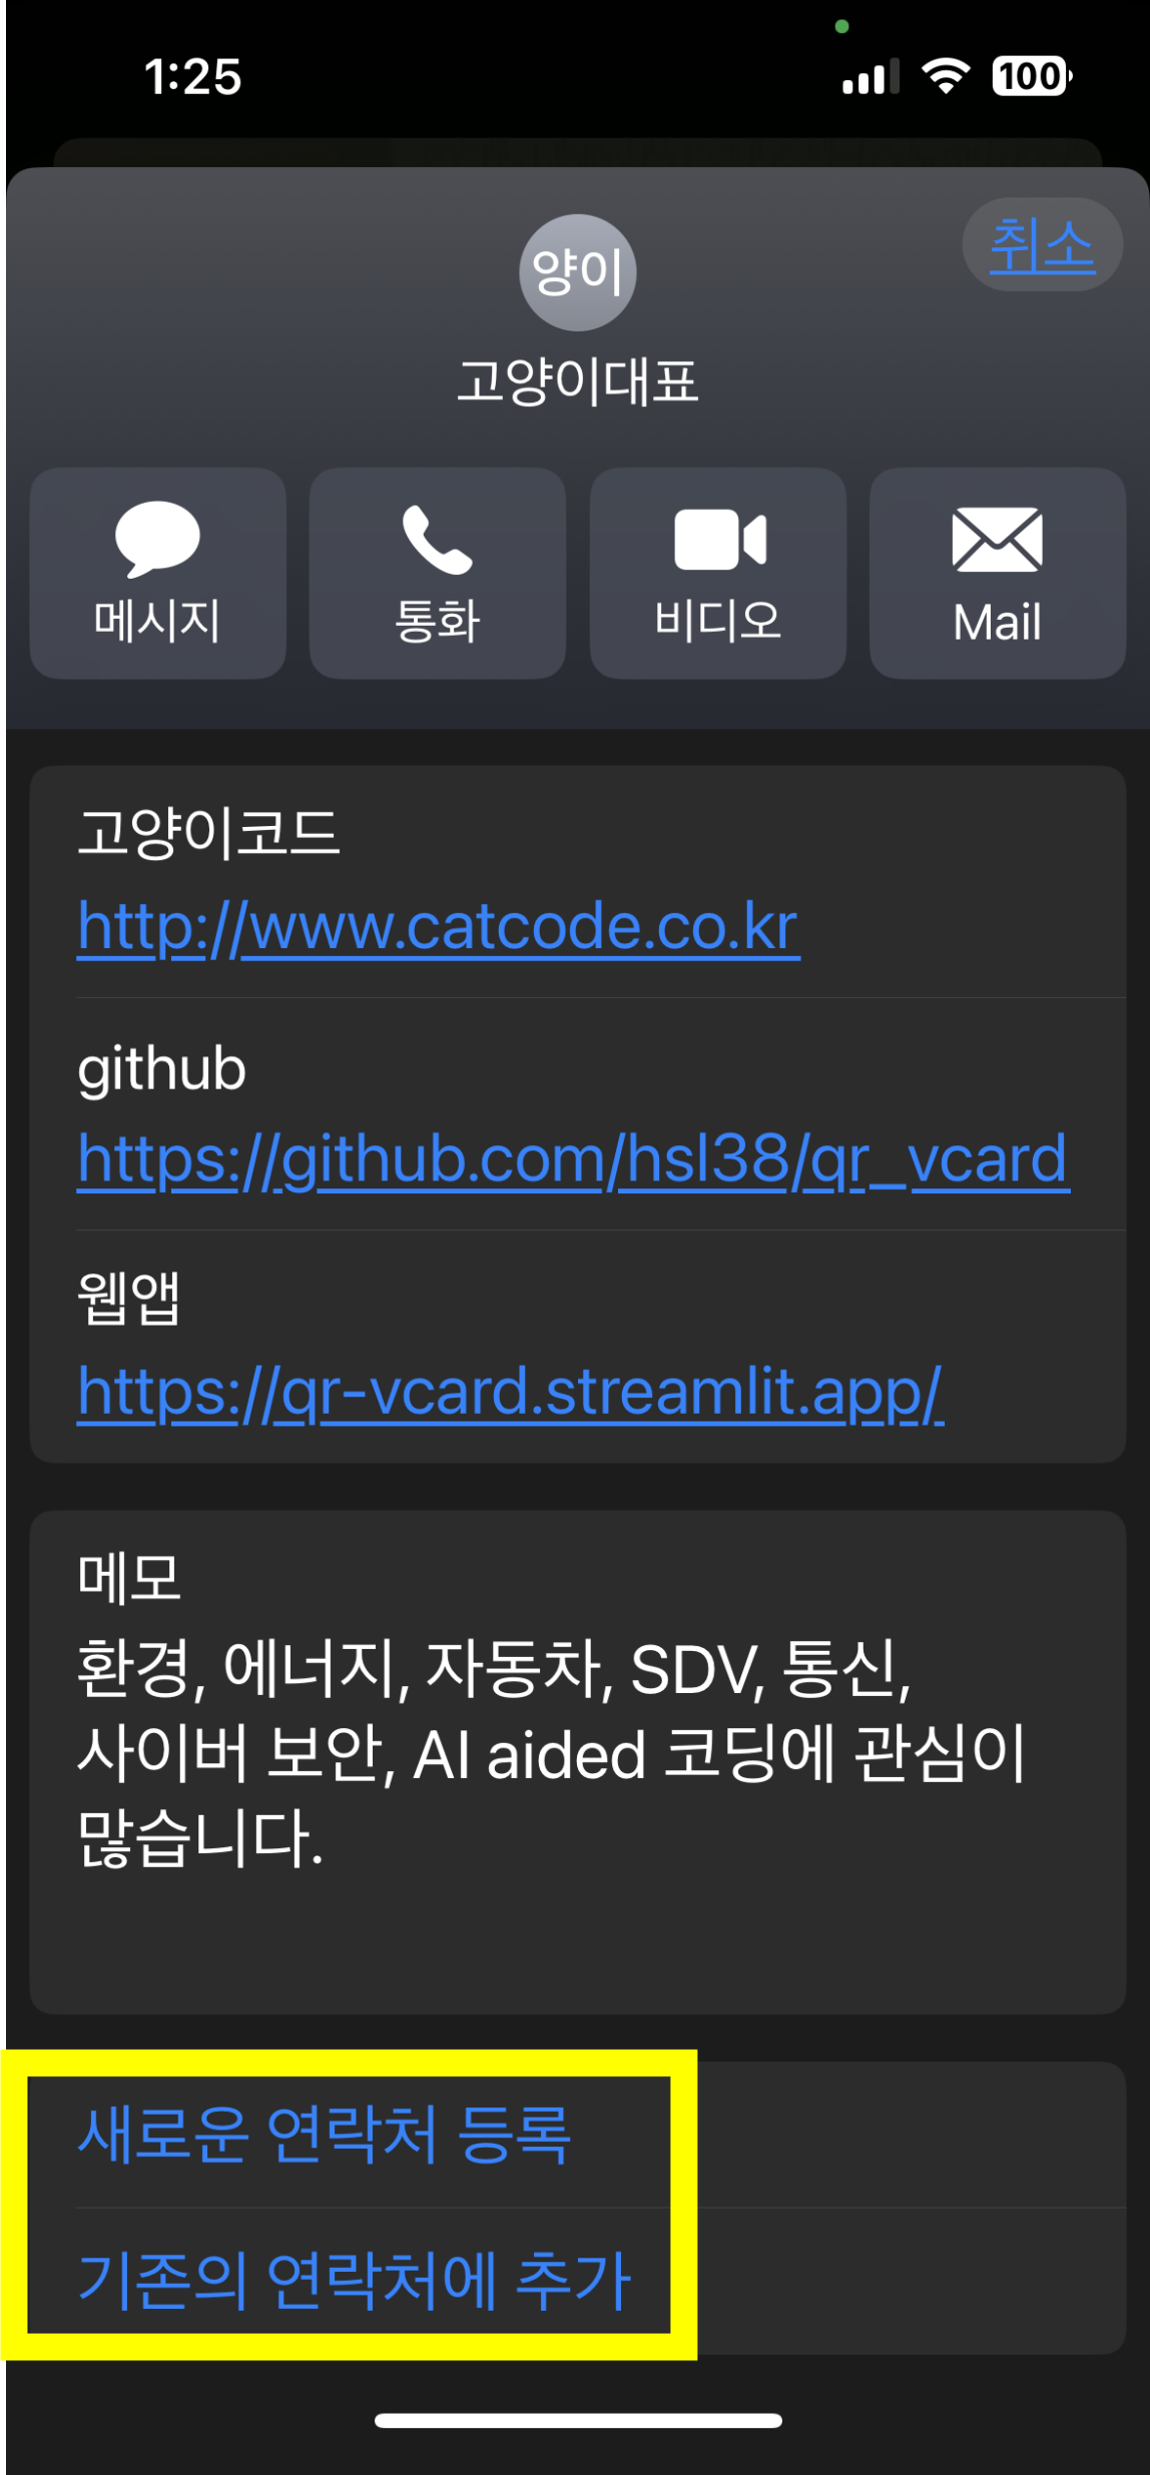 1:25
100
취소
양이
고양이대표
메시지
통화
비디오
Mail
고양이코드
http://www.catcode.co.kr
github
https://github.com/hsl38/qr_vcard
웹앱
https://qr-vcard.streamlit.app/
메모
환경, 에너지, 자동차, SDV, 통신,
사이버 보안, AI aided 코딩에 관심이
많습니다.
새로운 연락처 등록
기존의 연락처에 추가